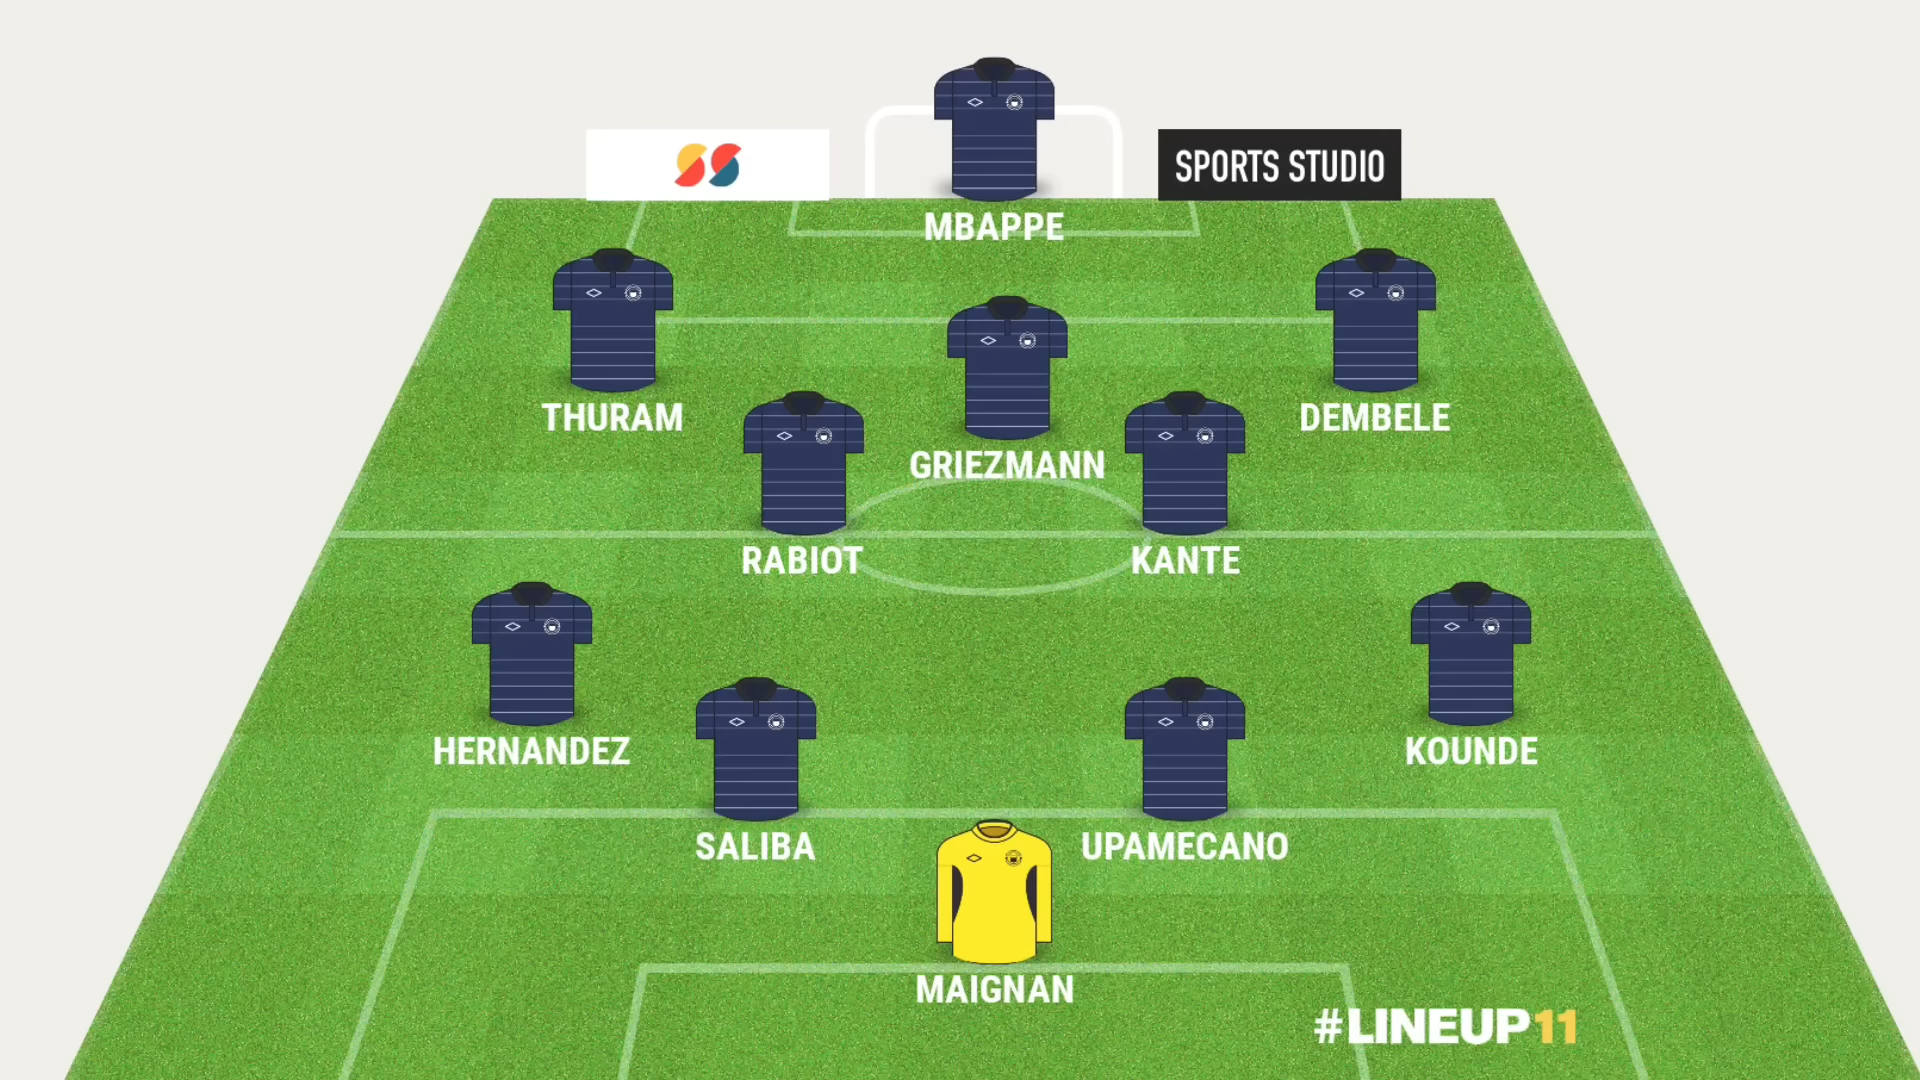 MBAPPE
SPORTS STUDIO
THURAM
DEMBELE
GRIEZMANN
RABIOT
KANTE
HERNANDEZ
KOUNDE
SALIBA
UPAMECANO
MAIGNAN
#LINEUP11